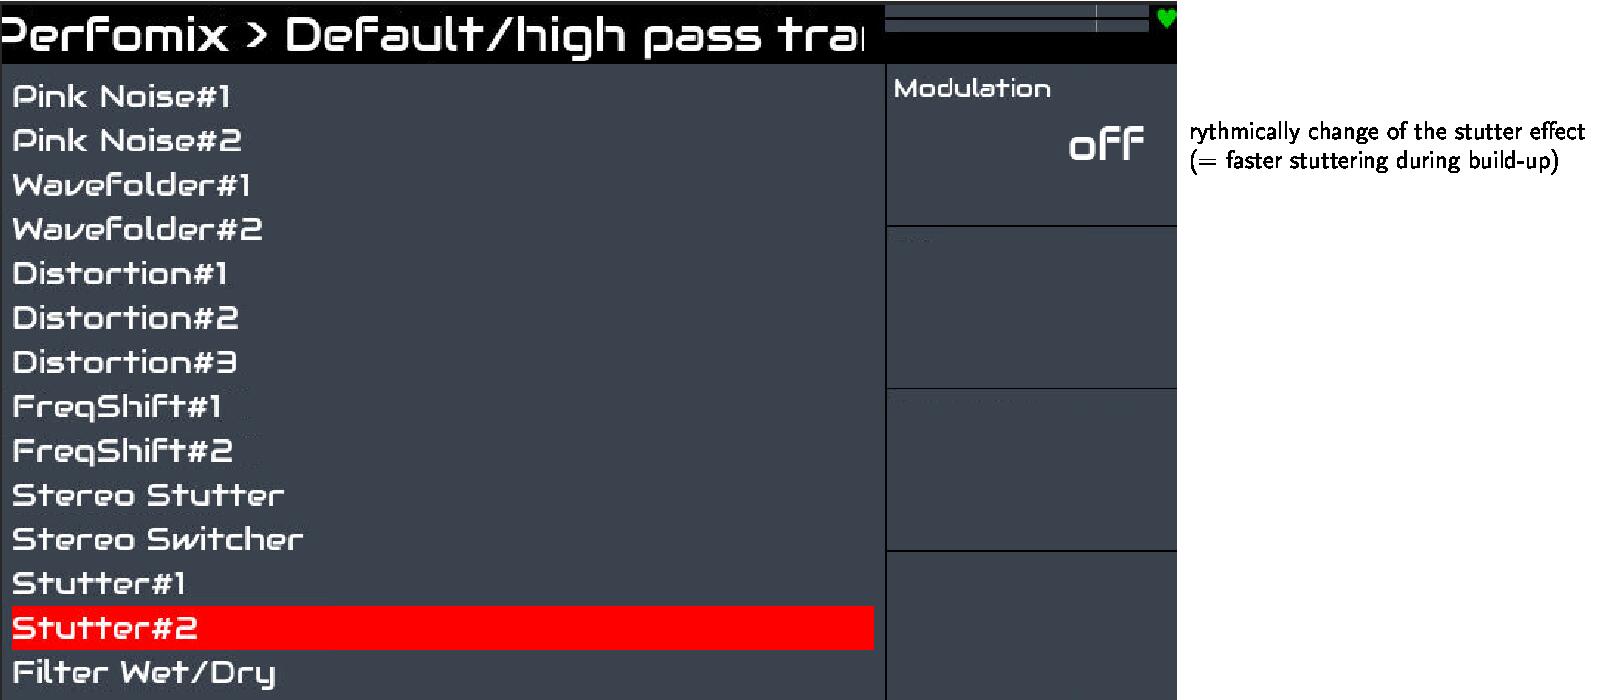 Perfomix > Default/high pass tra
Pink Noise#1
Pink Noise#2
Wavefolder#1
Wavefolder#2
Distortion#1
Distortion#2
Distortion#3
FreqShift#1
FreqShift#2
Stereo Stutter
Stereo Switcher
Stutter#1
Stutter#2
Filter Wet/Dry
Modulation
off
rythmically change of the stutter effect
(= faster stuttering during build-up)